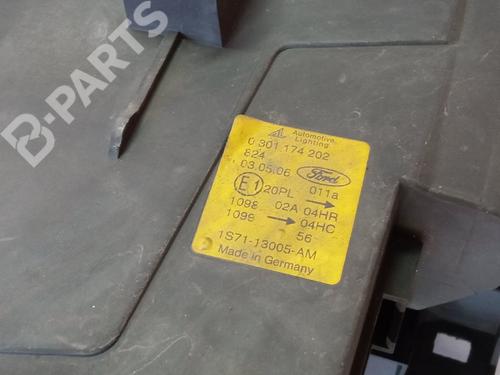 B-PARTS
Automotive
Lighting
0 301 174 202
824
03.05.06 Ford
E1 20PL 011a
1098 02A 04HR
1099 04HC
56
1S71-13005-AM
Made in Germany